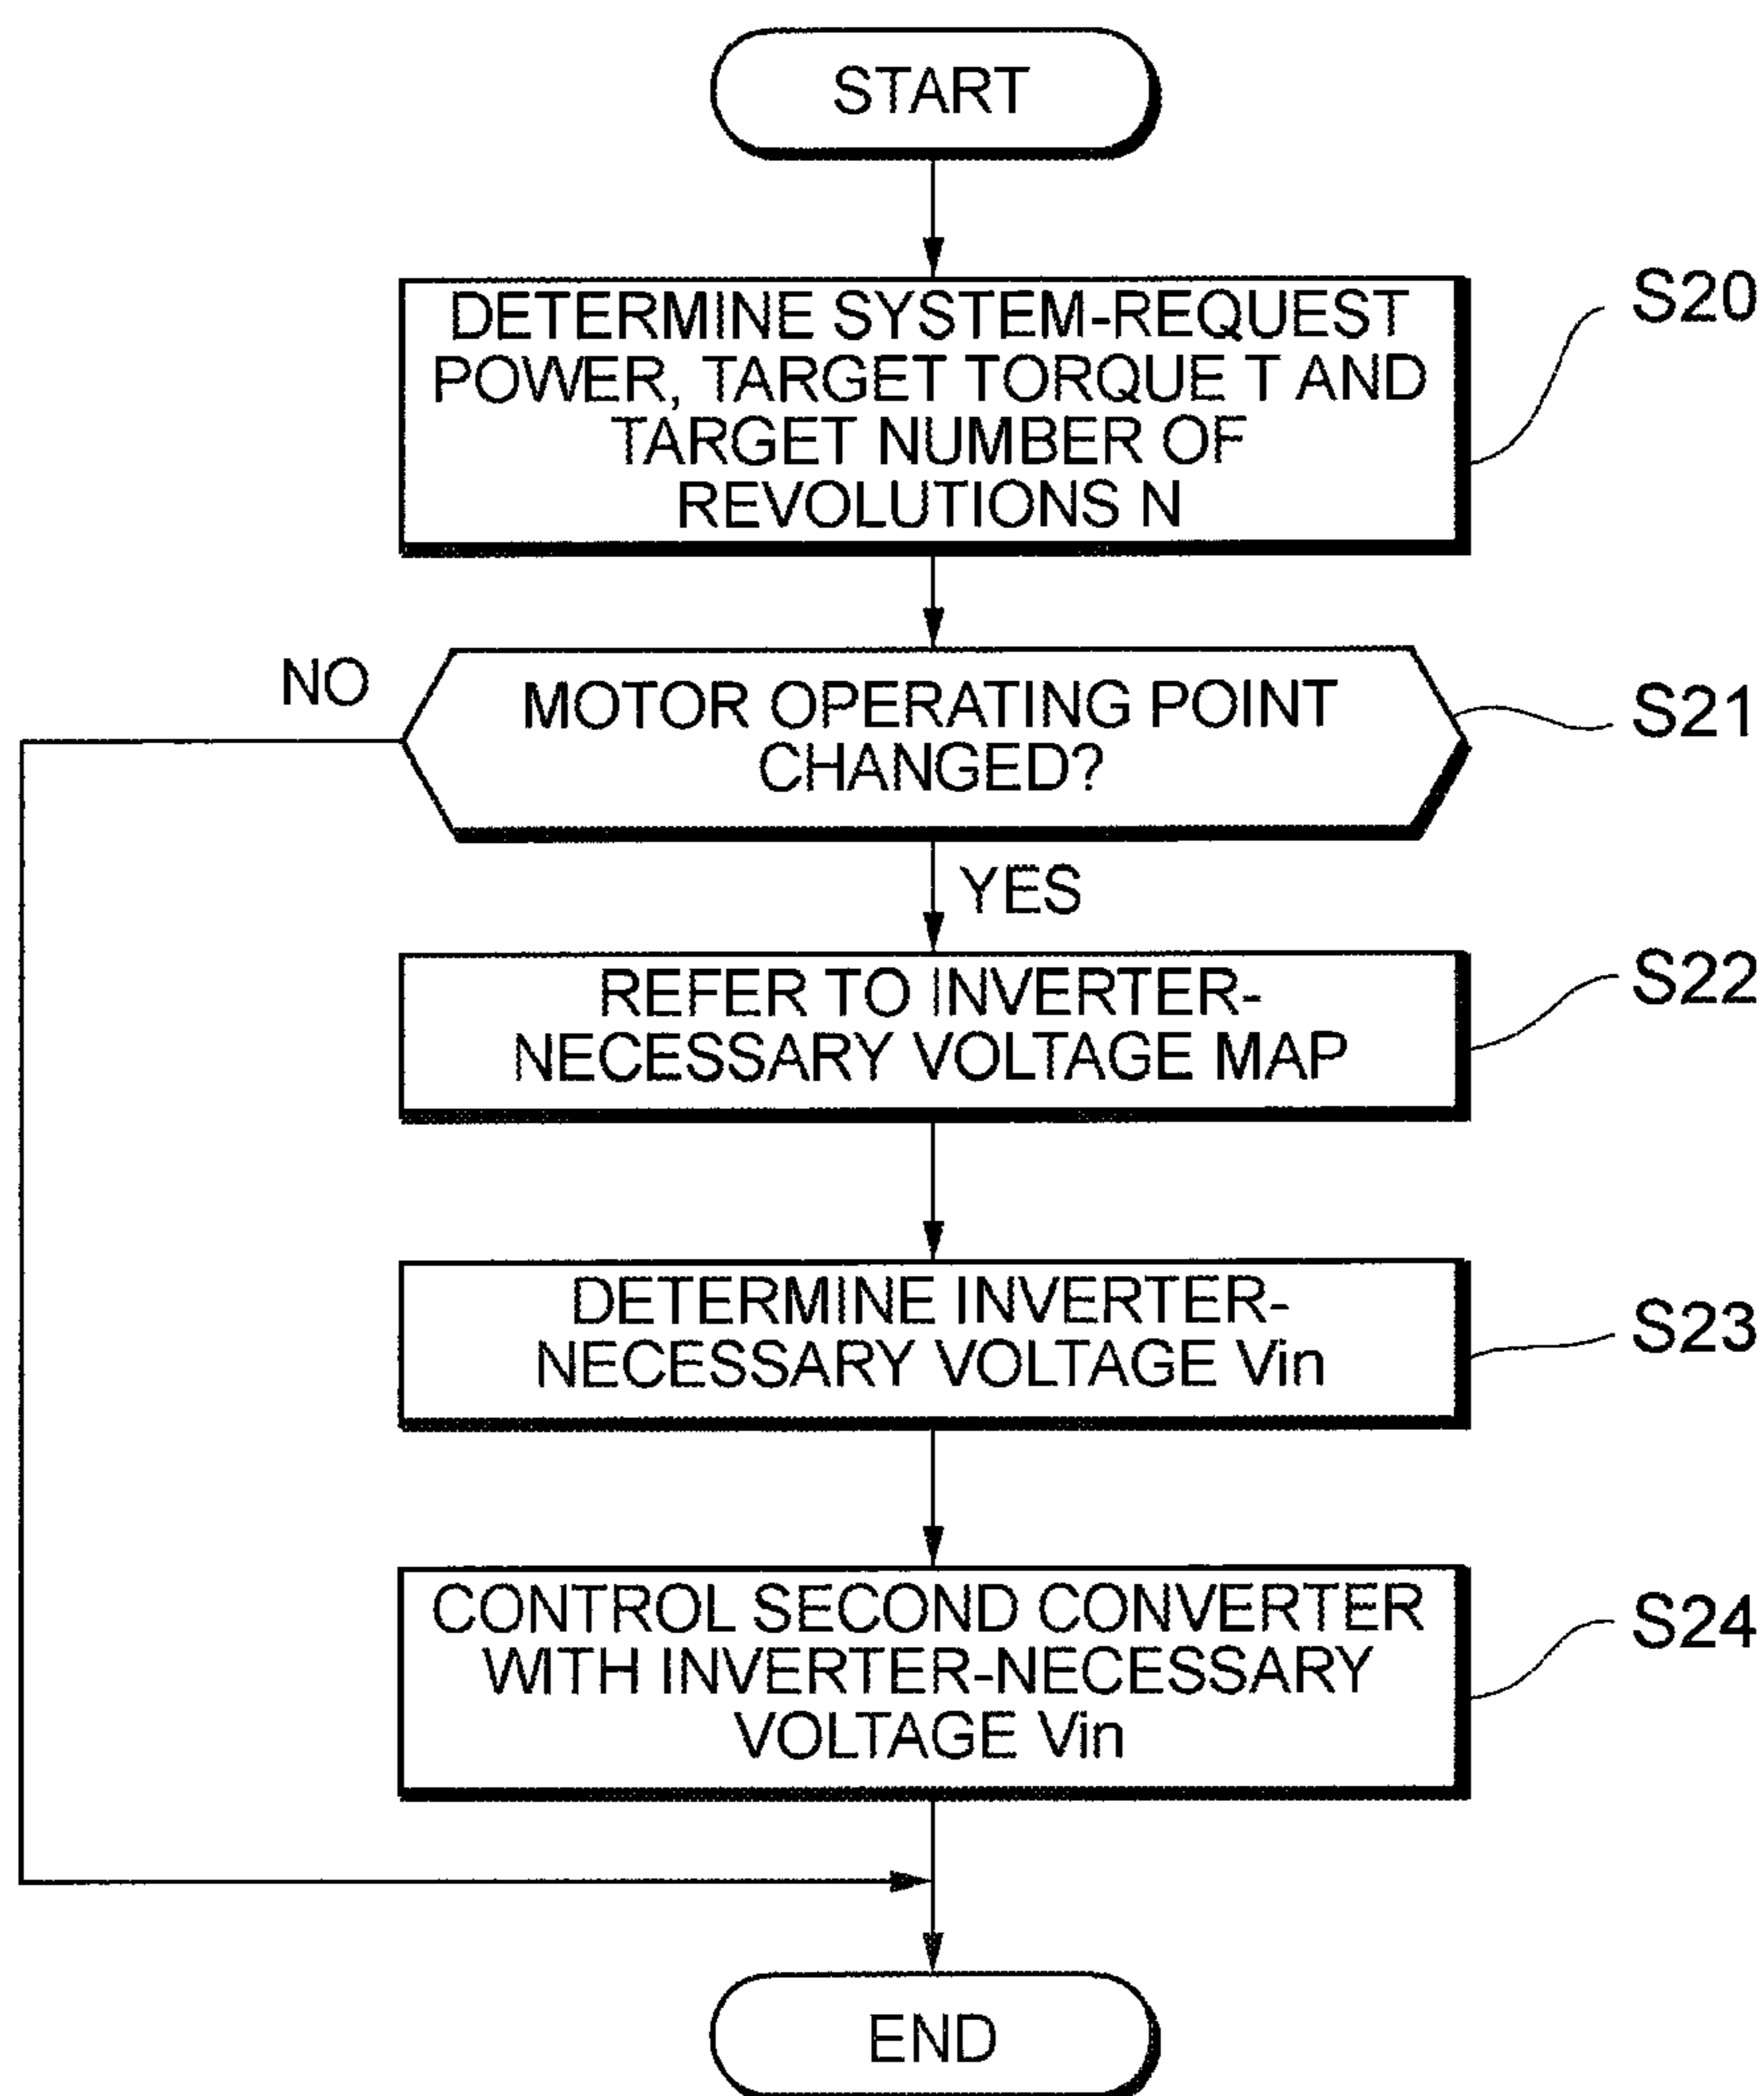 START
DETERMINE SYSTEM-REQUEST
POWER, TARGET TORQUE T AND
TARGET NUMBER OF
REVOLUTIONS N
S20
NO
MOTOR OPERATING POINT
CHANGED?
S21
YES
REFER TO INVERTER-
NECESSARY VOLTAGE MAP
S22
DETERMINE INVERTER-
NECESSARY VOLTAGE Vin
S23
CONTROL SECOND CONVERTER
WITH INVERTER-NECESSARY
VOLTAGE Vin
S24
END